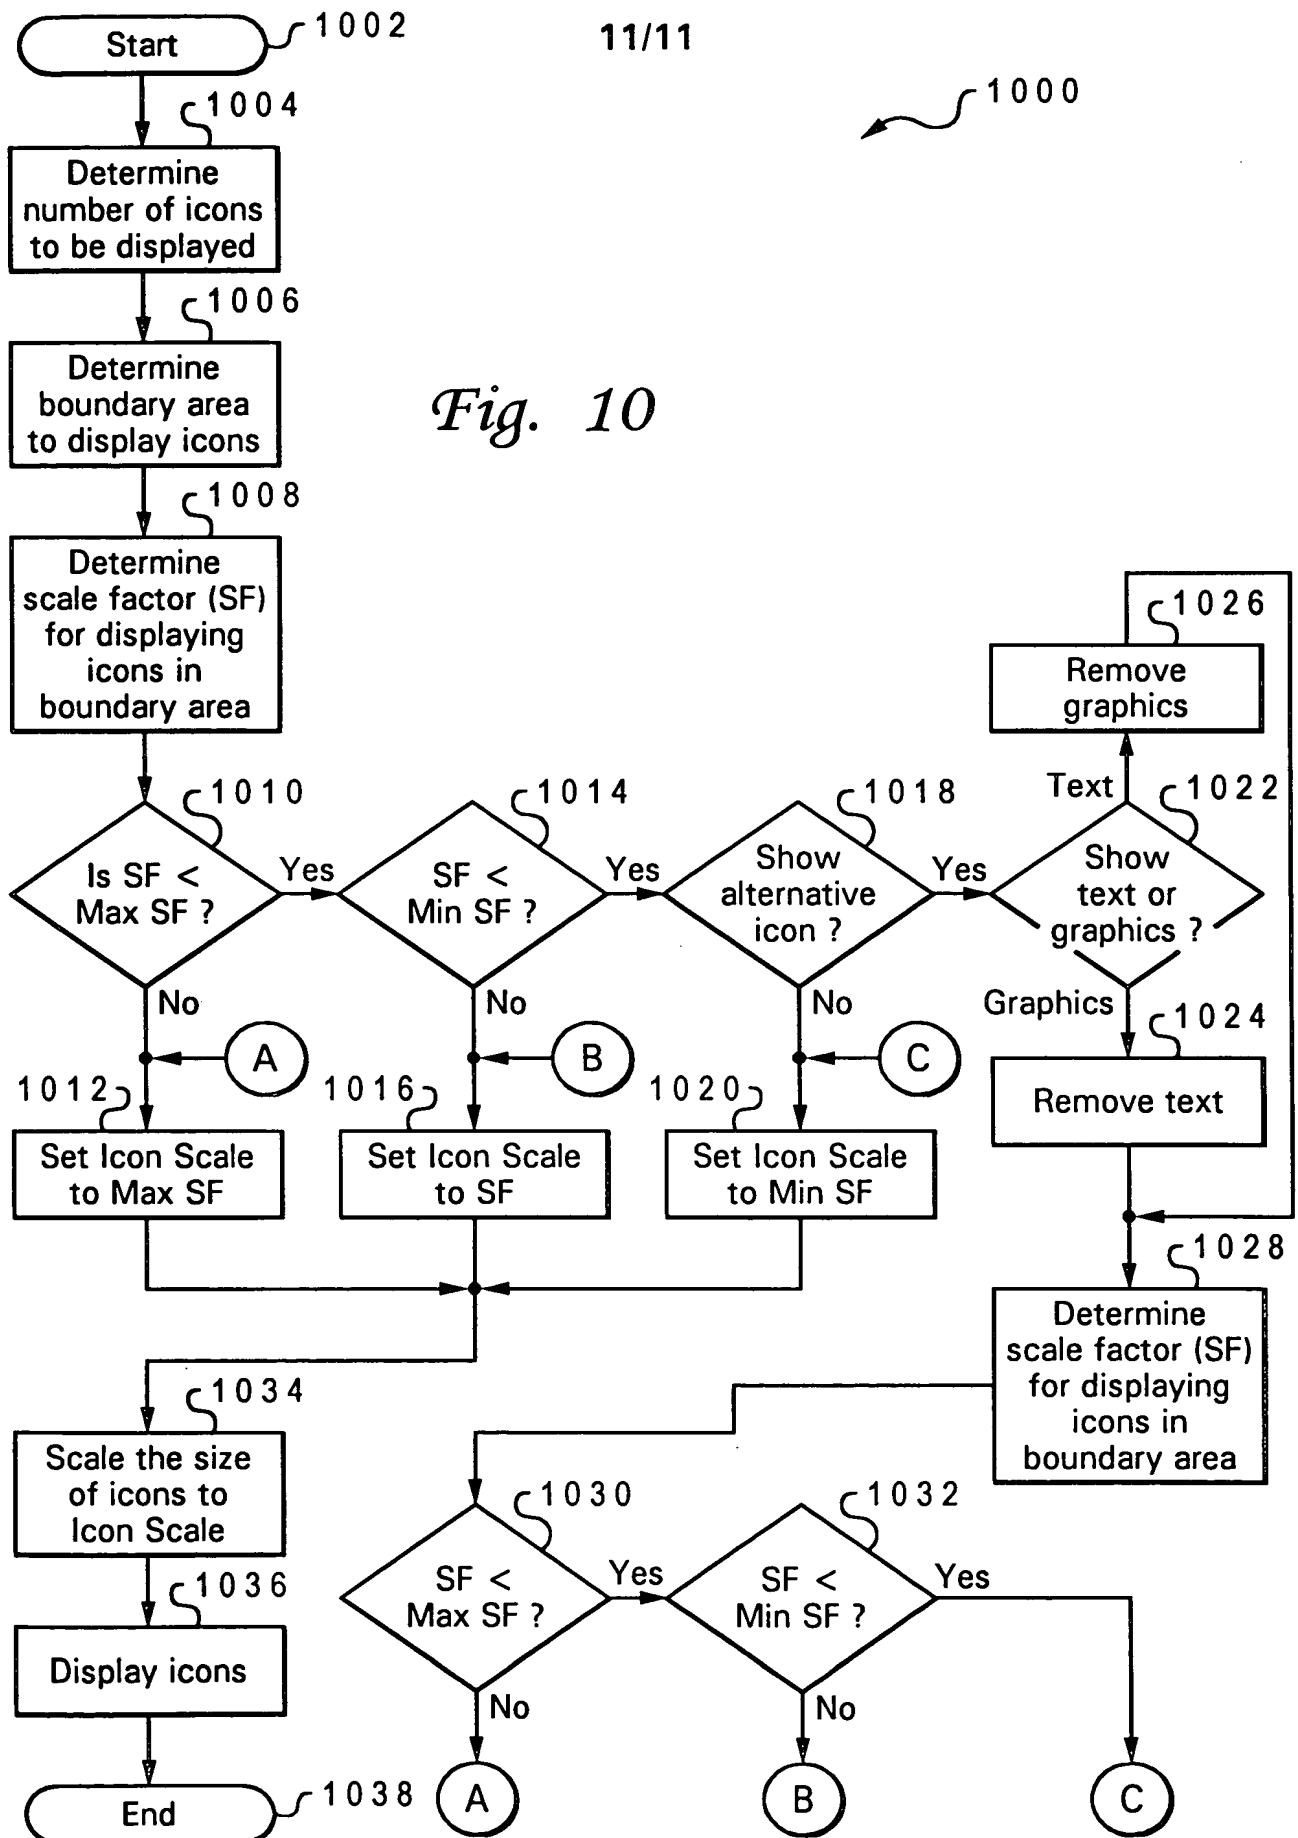 Start
1002
11/11
1000
1004
Determine
number of icons
to be displayed
1006
Determine
boundary area
to display icons
Fig. 10
1008
Determine
scale factor (SF)
for displaying
icons in
boundary area
1026
Remove
graphics
Text
1010
Is SF <
Max SF ?
Yes
No
1014
SF <
Min SF ?
Yes
No
1018
Show
alternative
icon ?
Yes
No
1022
Show
text or
graphics ?
Graphics
A
B
C
1024
Remove text
1012
Set Icon Scale
to Max SF
1016
Set Icon Scale
to SF
1020
Set Icon Scale
to Min SF
1028
Determine
scale factor (SF)
for displaying
icons in
boundary area
1034
Scale the size
of icons to
Icon Scale
1030
SF <
Max SF ?
Yes
No
1032
SF <
Min SF ?
Yes
No
1036
Display icons
1038
End
A
B
C